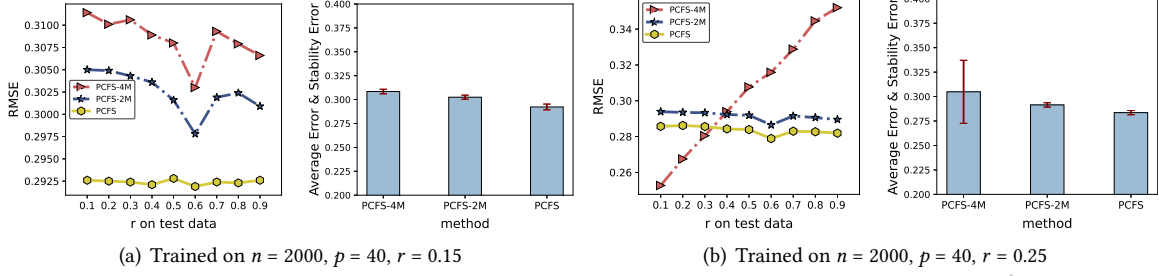 0.3100
0.3075
0.3050
0.3025
0.3000
0.2975
0.2950
0.2925
RMSE
PCFS-4M
PCFS-2M
PCFS
0.1 0.2 0.3 0.4 0.5 0.6 0.7 0.8 0.9
r on test data
Average Error & Stability Error
0.400
0.375
0.350
0.325
0.300
0.275
0.250
0.225
0.200
PCFS-4M PCFS-2M PCFS
method
(a) Trained on n = 2000, p = 40, r = 0.15
RMSE
0.34
0.32
0.30
0.28
0.26
PCFS-4M
PCFS-2M
PCFS
0.1 0.2 0.3 0.4 0.5 0.6 0.7 0.8 0.9
r on test data
Average Error & Stability Error
0.400
0.375
0.350
0.325
0.300
0.275
0.250
0.225
0.200
PCFS-4M PCFS-2M PCFS
method
(b) Trained on n = 2000, p = 40, r = 0.25